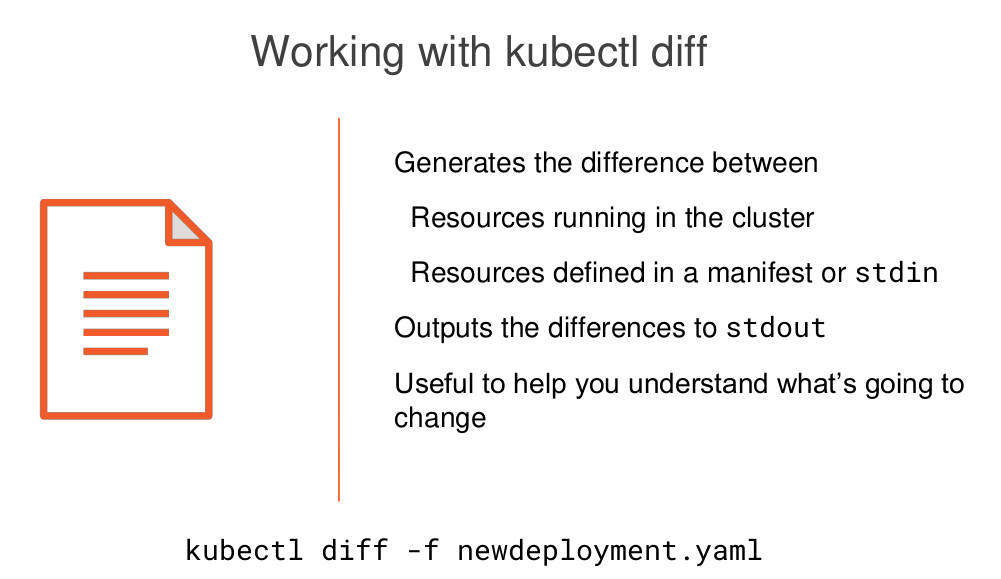 Working with kubectl diff
Generates the difference between
Resources running in the cluster
Resources defined in a manifest or stdin
Outputs the differences to stdout
Useful to help you understand what’s going to
change
kubectl diff -f newdeployment.yaml